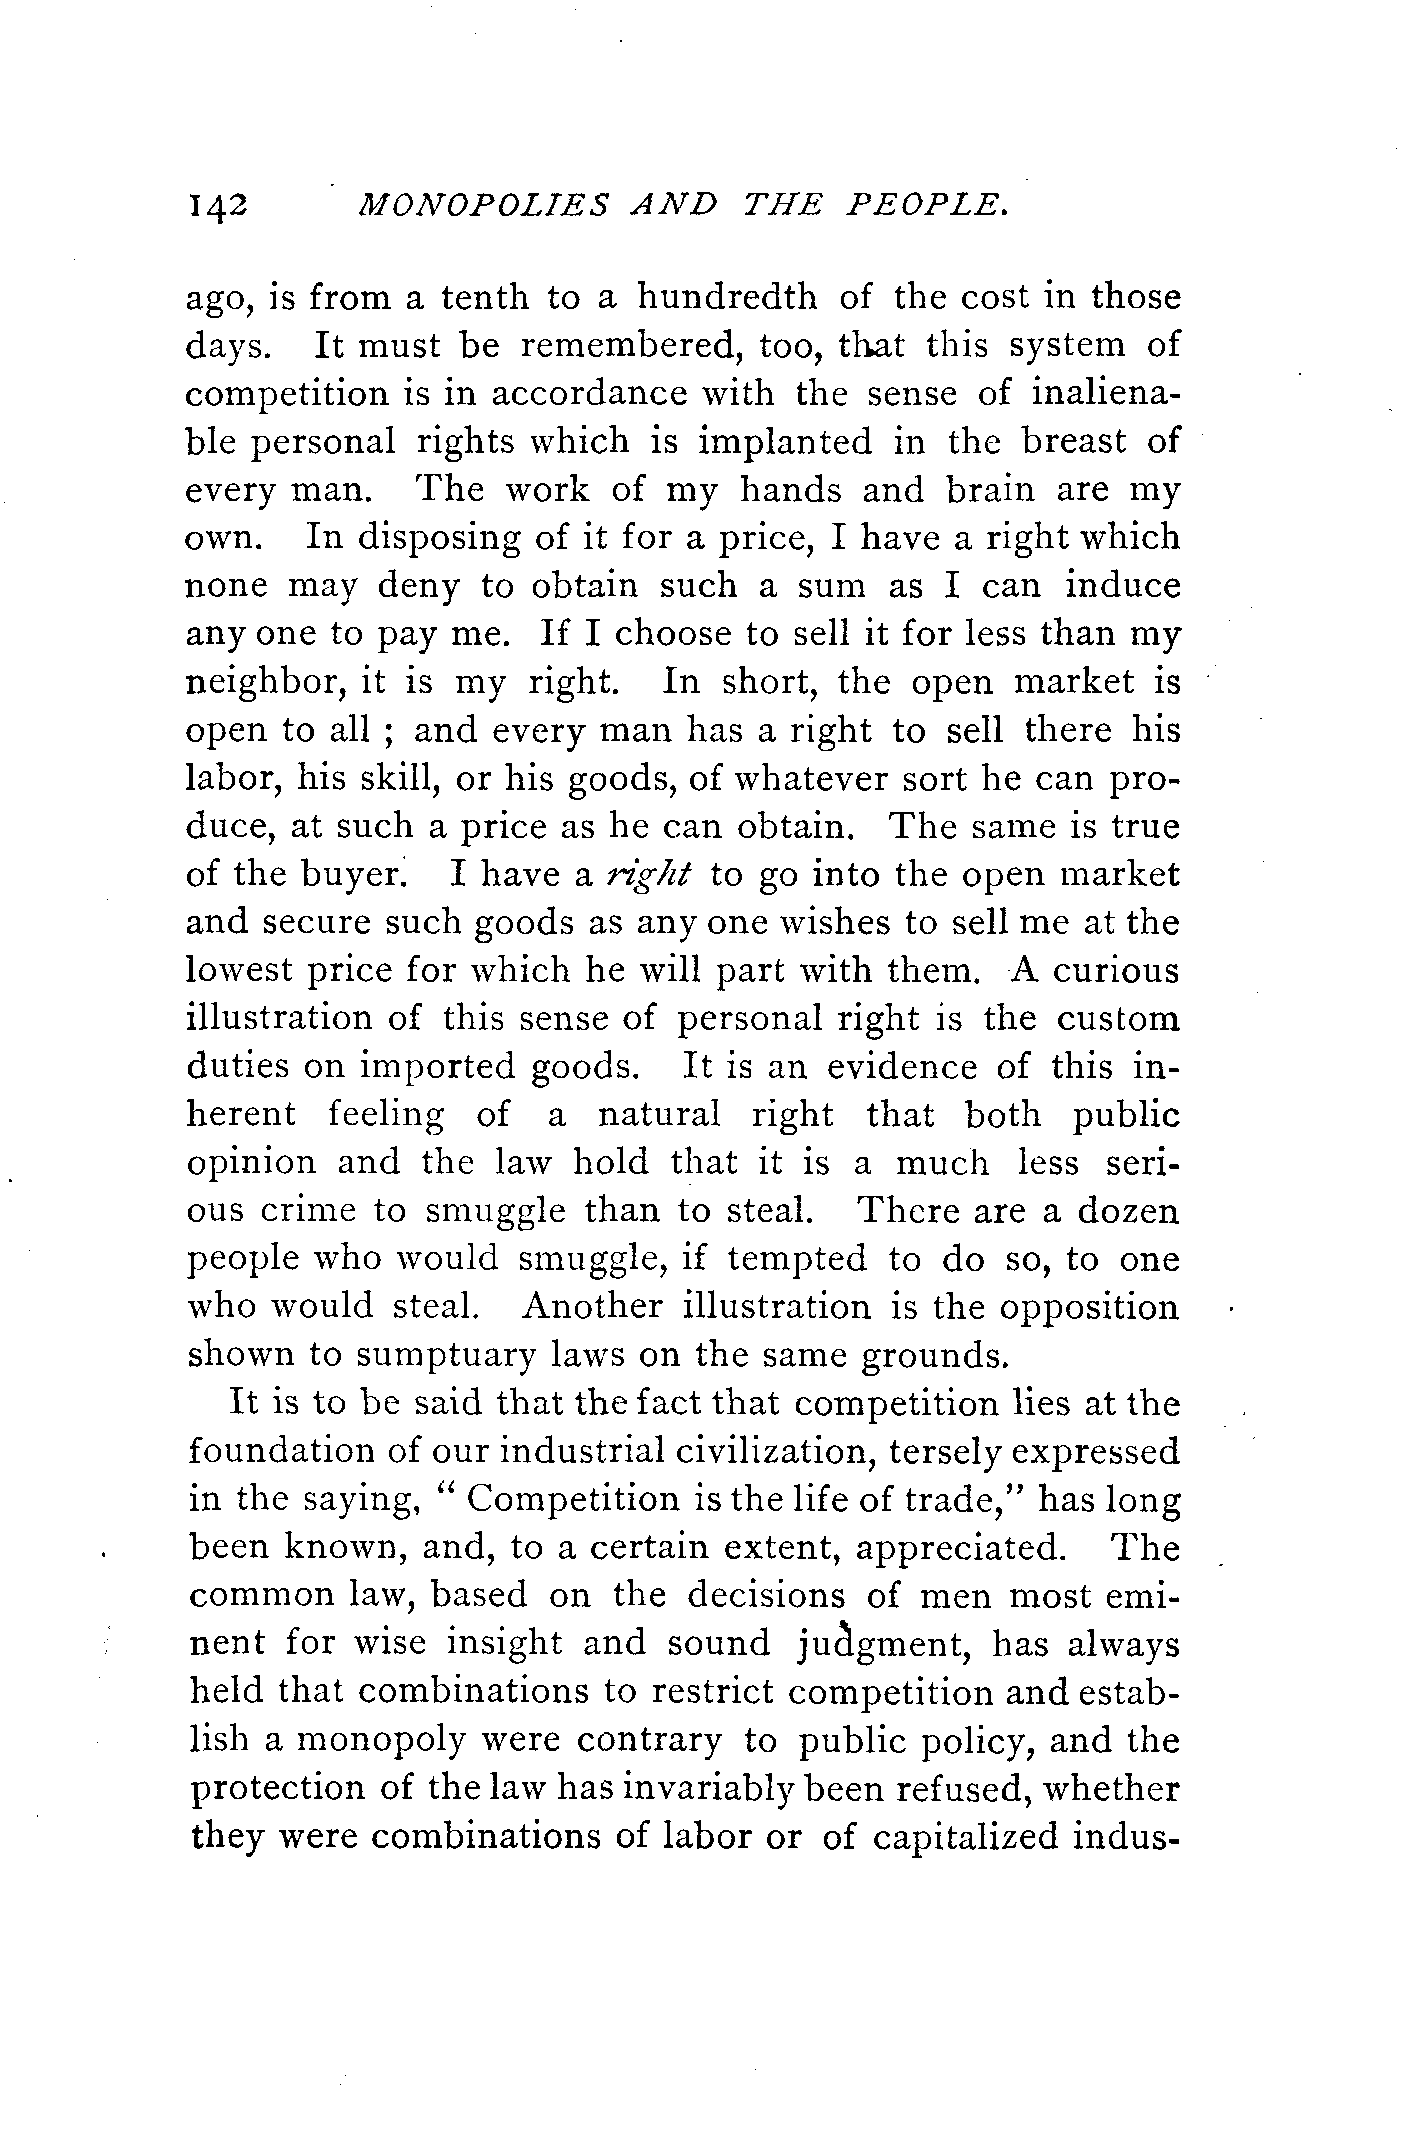 142 MONOPOLIES AND THE PEOPLE.
ago, is from a tenth to a hundredth of the cost in those
days. It must be remembered, too, that this system of
competition is in accordance with the sense of inaliena-
ble personal rights which is implanted in the breast of
every man. The work of my hands and brain are my
own. In disposing of it for a price, I have a right which
none may deny to obtain such a sum as I can induce
any one to pay me. If I choose to sell it for less than my
neighbor, it is my right. In short, the open market is
open to all ; and every man has a right to sell there his
labor, his skill, or his goods, of whatever sort he can pro-
duce, at such a price as he can obtain. The same is true
of the buyer. I have a right to go into the open market
and secure such goods as any one wishes to sell me at the
lowest price for which he will part with them. A curious
illustration of this sense of personal right is the custom
duties on imported goods. It is an evidence of this in-
herent feeling of a natural right that both public
opinion and the law hold that it is a much less seri-
ous crime to smuggle than to steal. There are a dozen
people who would smuggle, if tempted to do so, to one
who would steal. Another illustration is the opposition
shown to sumptuary laws on the same grounds.
It is to be said that the fact that competition lies at the
foundation of our industrial civilization, tersely expressed
in the saying, “ Competition is the life of trade,” has long
been known, and, to a certain extent, appreciated. The
common law, based on the decisions of men most emi-
nent for wise insight and sound judgment, has always
held that combinations to restrict competition and estab-
lish a monopoly were contrary to public policy, and the
protection of the law has invariably been refused, whether
they were combinations of labor or of capitalized indus-